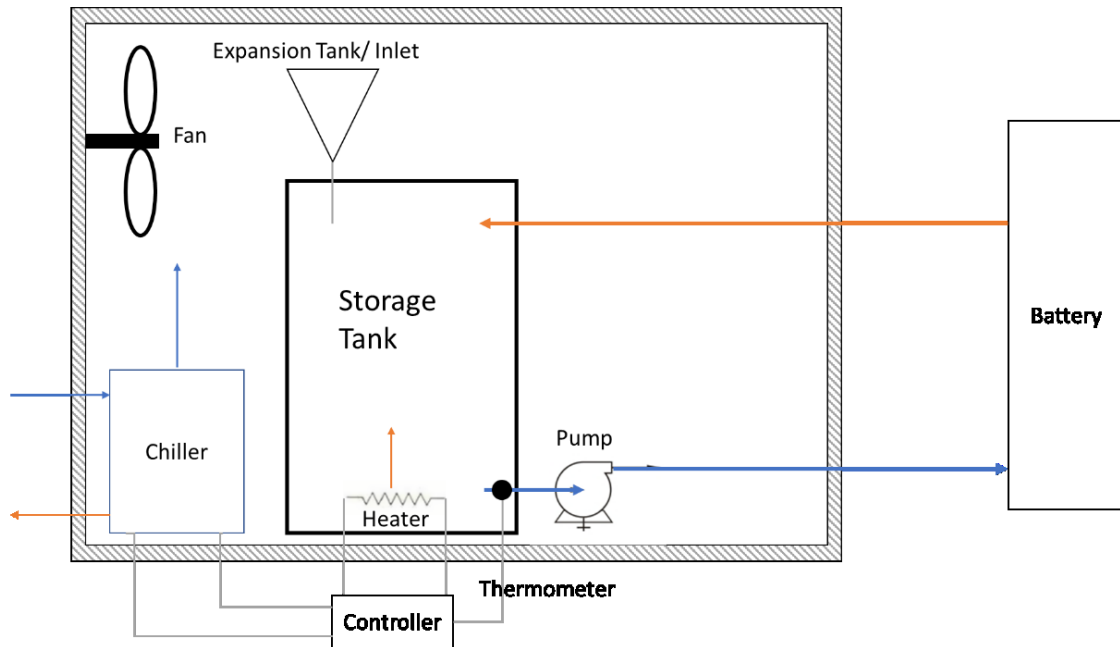 Expansion Tank/ Inlet
Fan
Storage
Tank
Battery
Chiller
Pump
Heater
Thermometer
Controller